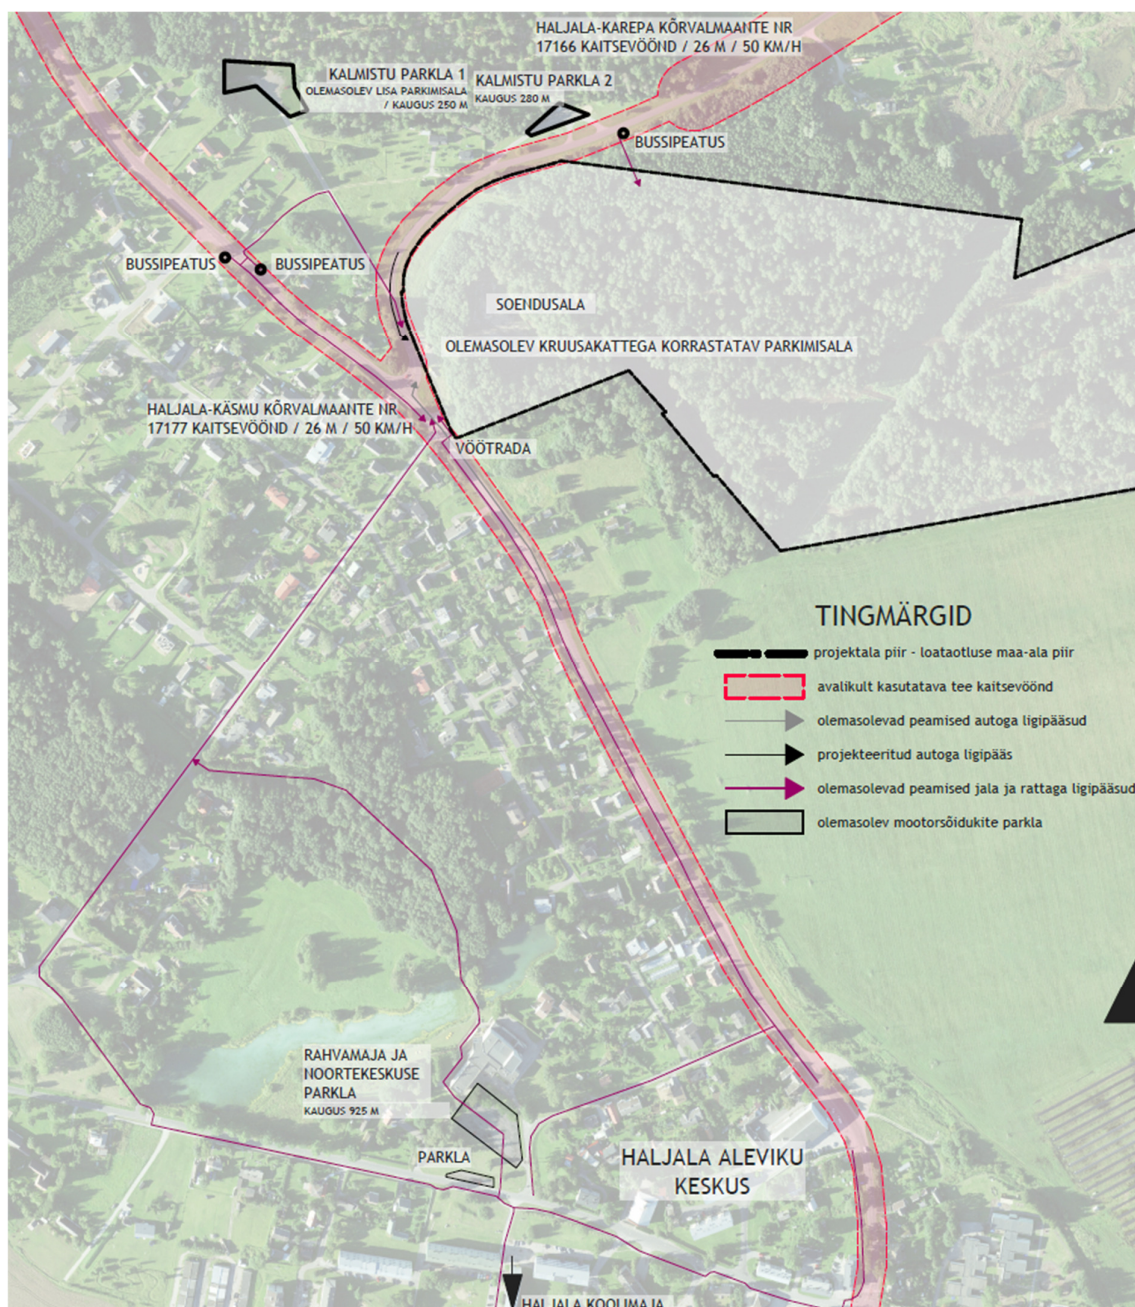 HALJALA-KAREPA KÕRVALMAANTE NR
17166 KAITSEVÖÖND / 26 M / 50 KM/H
KALMISTU PARKLA 1
OLEMASOLEV LISA PARKIMISALA
/ KAUGUS 250 M
KALMISTU PARKLA 2
KAUGUS 280 M
BUSSIPEATUS
BUSSIPEATUS
BUSSIPEATUS
SOENDUSALA
OLEMASOLEV KRUUSAKATTEGA KORRASTATAV PARKIMISALA
HALJALA-KÄSMU KÕRVALMAANTE NR
17177 KAITSEVÖÖND / 26 M / 50 KM/H
VÖÖTRADA
TINGMÄRGID
projektala piir - loataotluse maa-ala piir
avalikult kasutatava tee kaitsevöönd
olemasolevad peamised autoga ligipääsud
projekteeritud autoga ligipääs
olemasolevad peamised jala ja rattaga ligipääsud
olemasolev mootorsõidukite parkla
RAHVAMAJA JA
NOORTEKESKUSE
PARKLA
KAUGUS 925 M
PARKLA
HALJALA ALEVIKU
KESKUS
HALJALA KOOLIMAJA